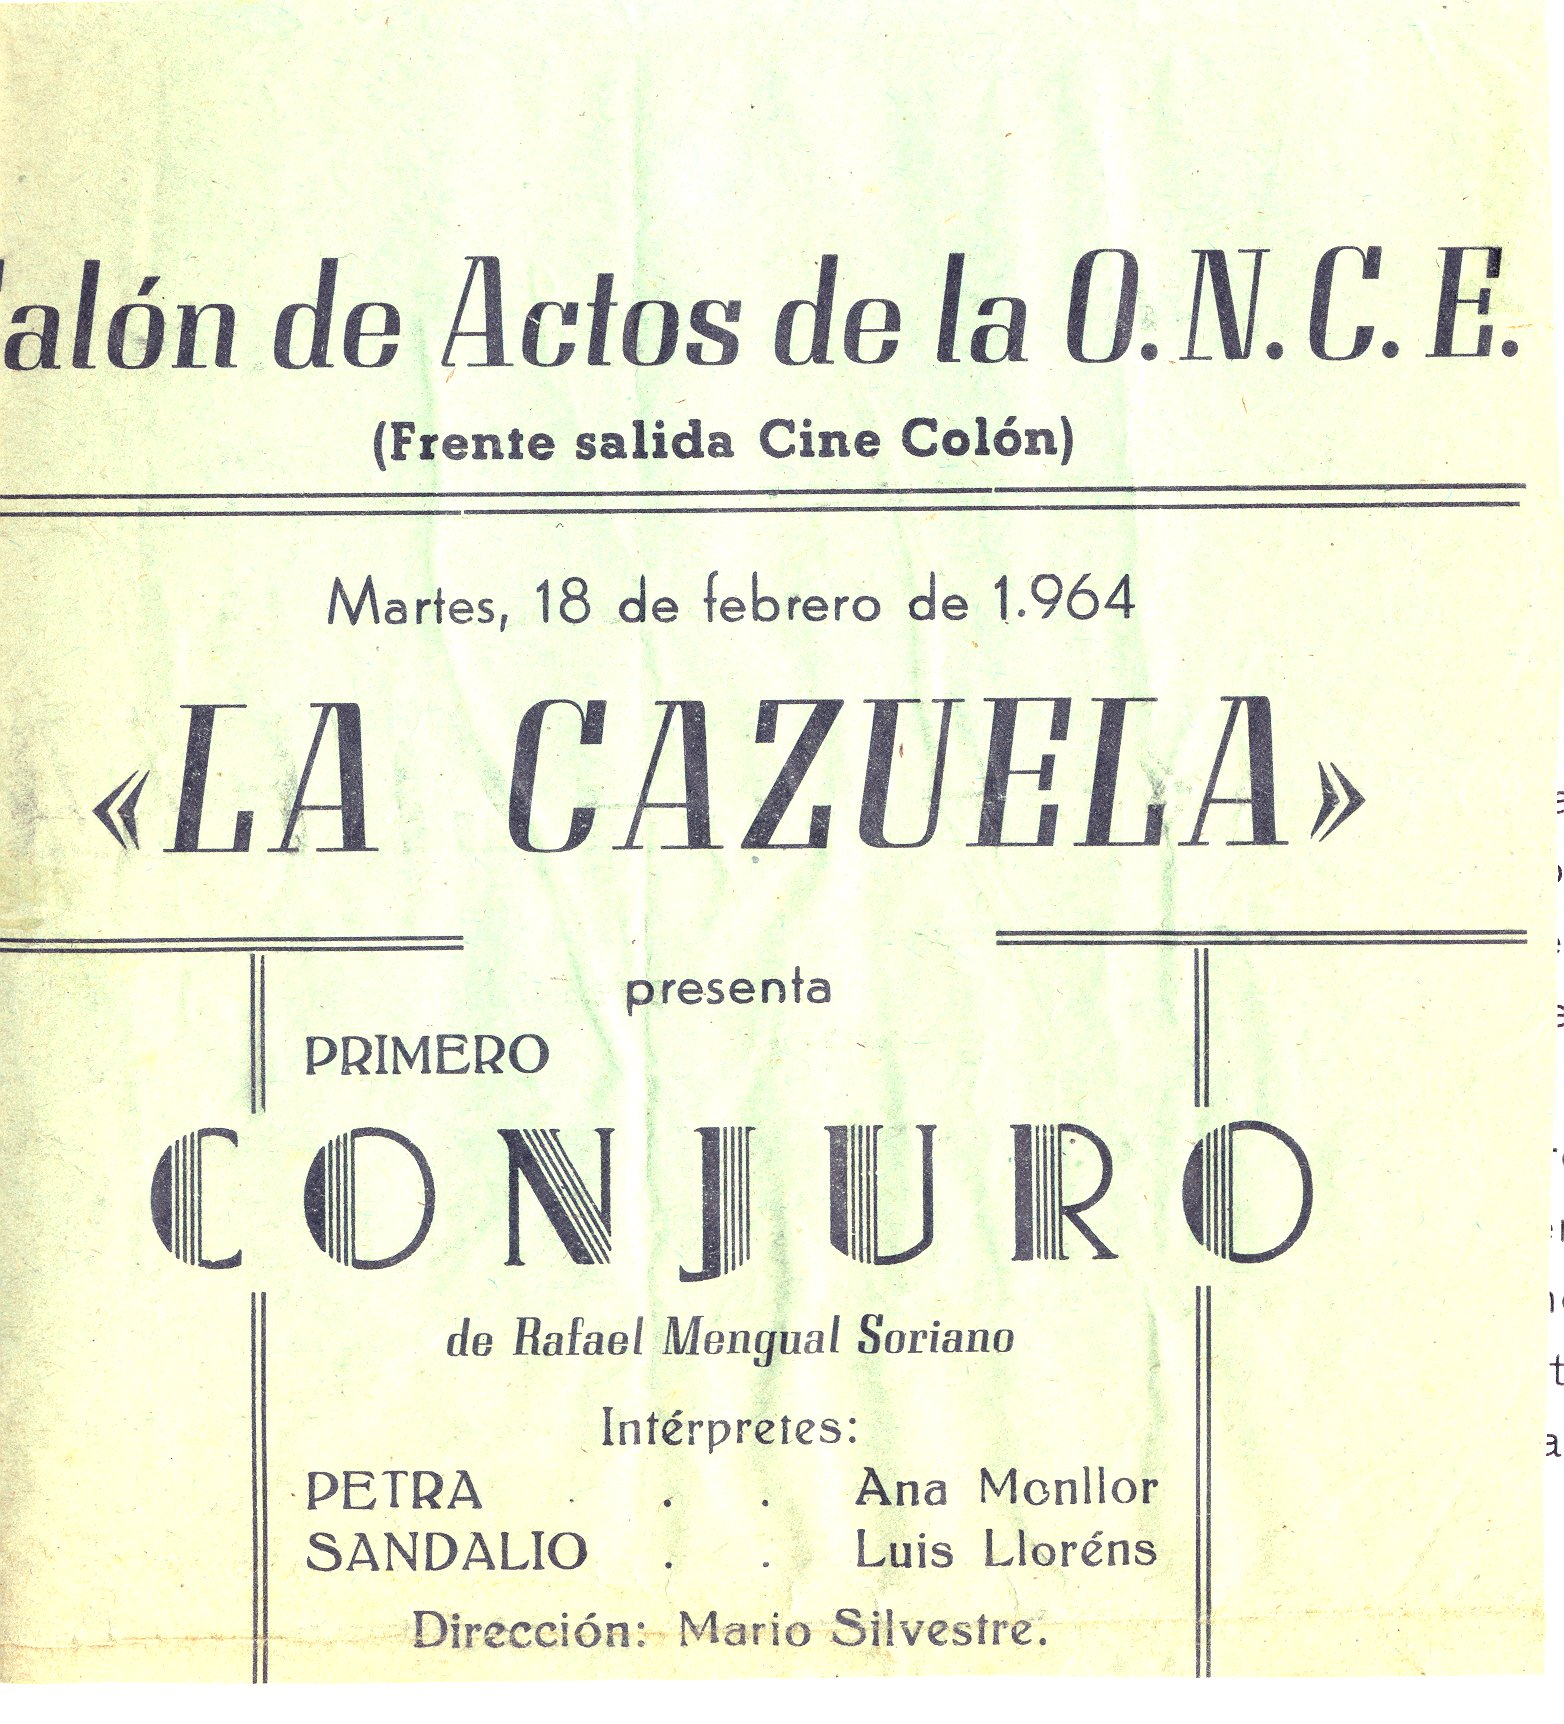 Salón de Actos de la O.N.C.E.
(Frente salida Cine Colón)
Martes, 18 de febrero de 1.964
«LA CAZUELA»
presenta
PRIMERO
CONJURO
de Rafael Mengual Soriano
Intérpretes:
PETRA . . . Ana Monllor
SANDALIO . . Luis Lloréns
Dirección: Mario Silvestre.